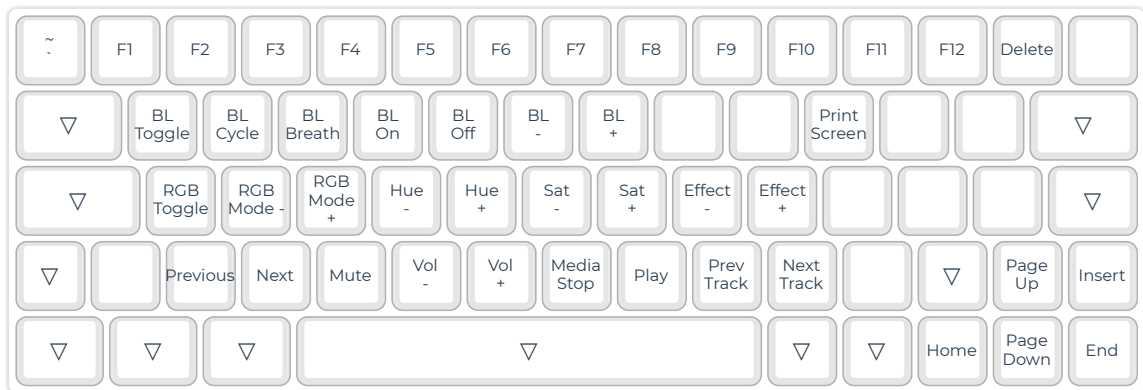 ~
`
F1
F2
F3
F4
F5
F6
F7
F8
F9
F10
F11
F12
Delete
▽
BL
Toggle
BL
Cycle
BL
Breath
BL
On
BL
Off
BL
-
BL
+
Print
Screen
▽
▽
RGB
Toggle
RGB
Mode -
RGB
Mode
+
Hue
-
Hue
+
Sat
-
Sat
+
Effect
-
Effect
+
▽
▽
Previous
Next
Mute
Vol
-
Vol
+
Media
Stop
Play
Prev
Track
Next
Track
▽
Page
Up
Insert
▽
▽
▽
▽
▽
▽
Home
Page
Down
End